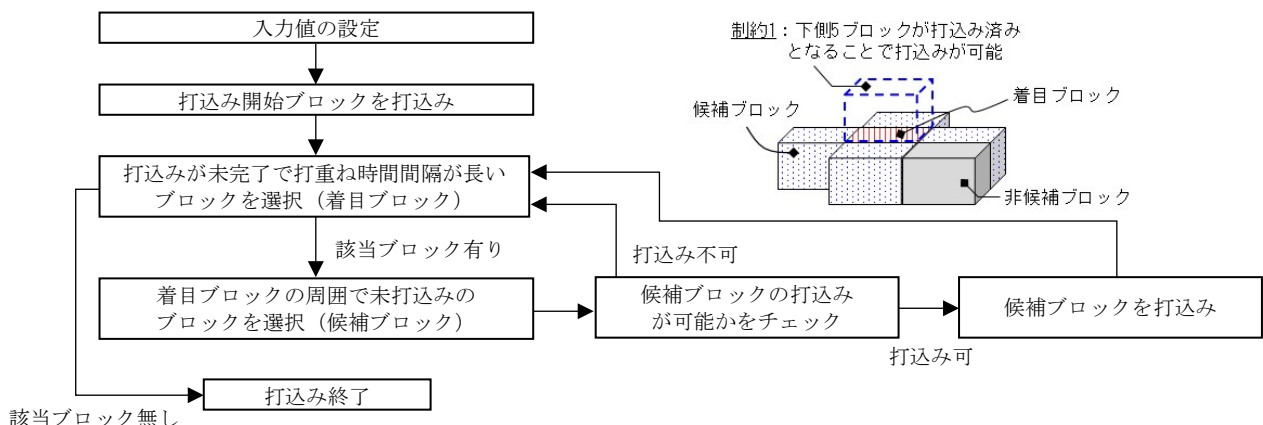 入力値の設定
打込み開始ブロックを打込み
打込みが未完了で打重ね時間間隔が長い
ブロックを選択（着目ブロック）
該当ブロック有り
着目ブロックの周囲で未打込みの
ブロックを選択（候補ブロック）
打込み終了
該当ブロック無し
打込み不可
候補ブロックの打込み
が可能かをチェック
打込み可
候補ブロックを打込み
制約1：下側5ブロックが打込み済み
となることで打込みが可能
候補ブロック
着目ブロック
非候補ブロック